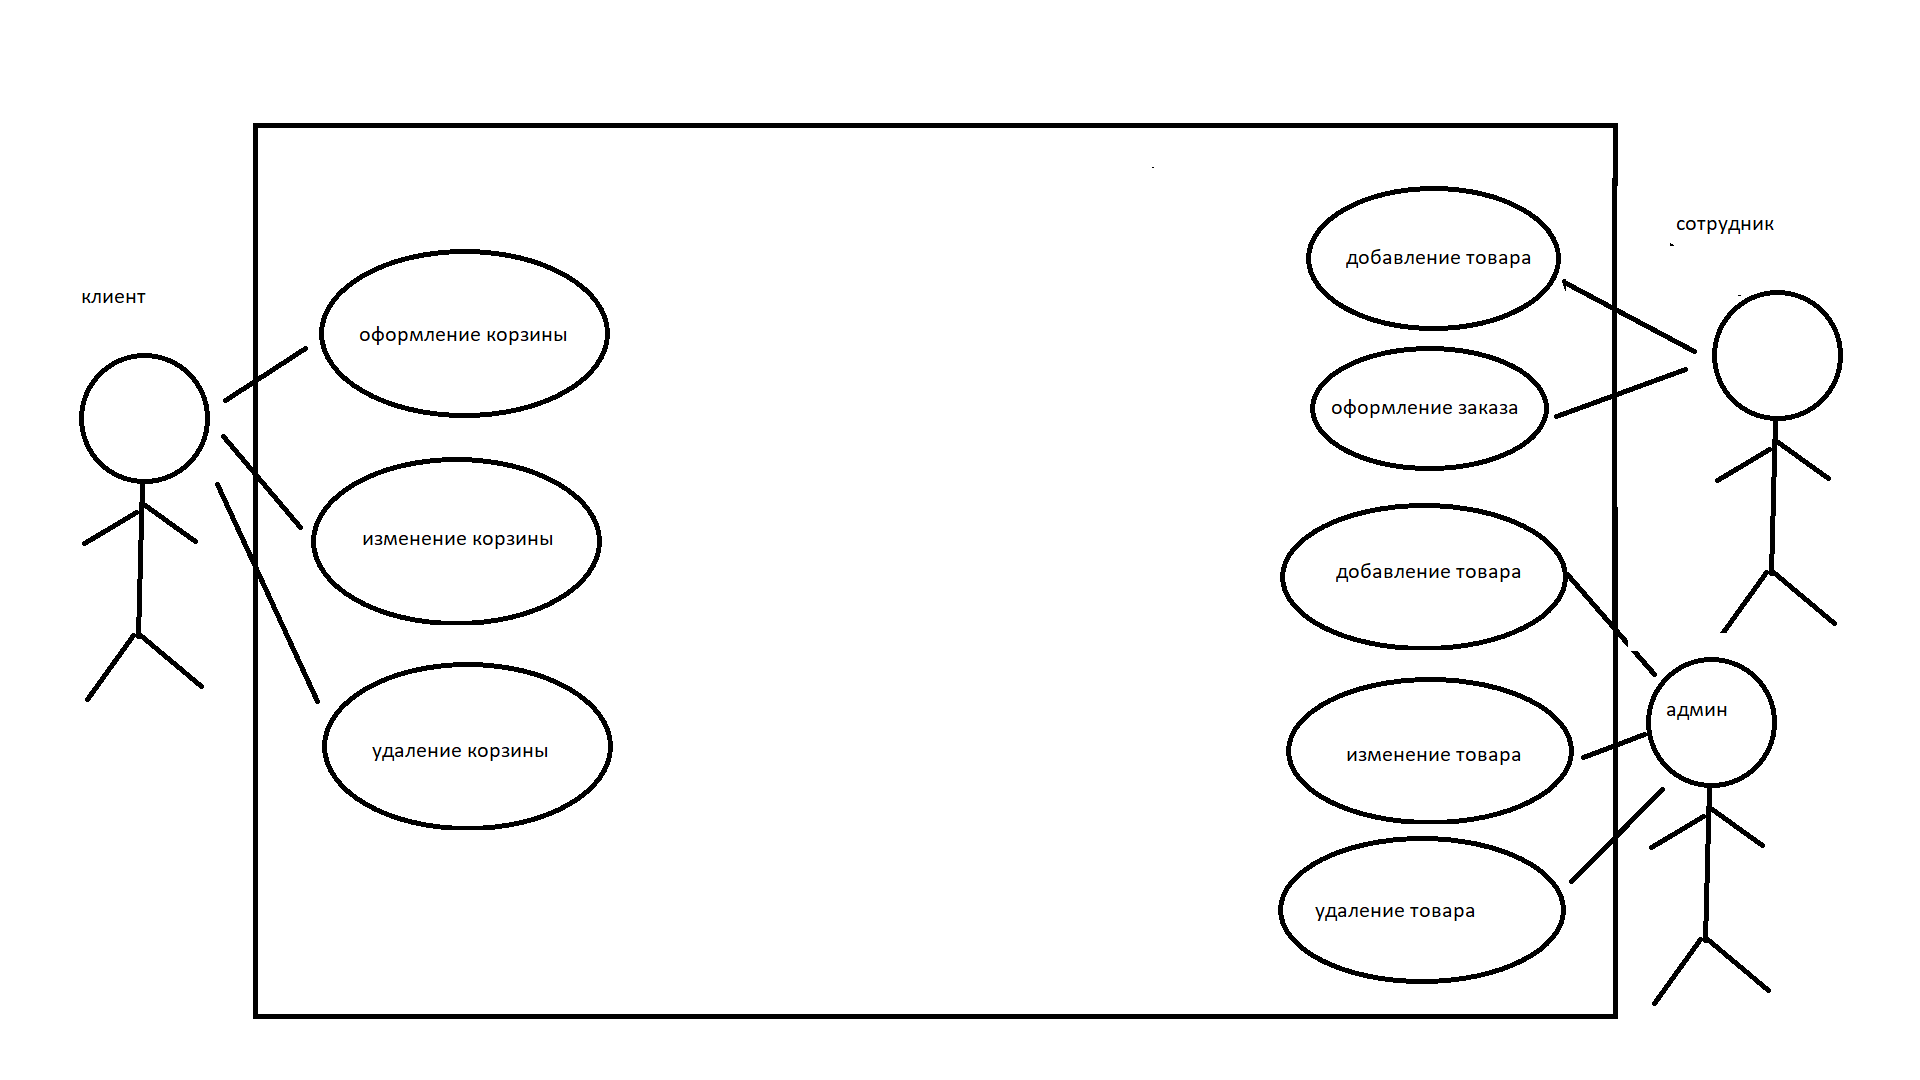 клиент
оформление корзины
изменение корзины
удаление корзины
сотрудник
добавление товара
оформление заказа
добавление товара
изменение товара
удаление товара
админ